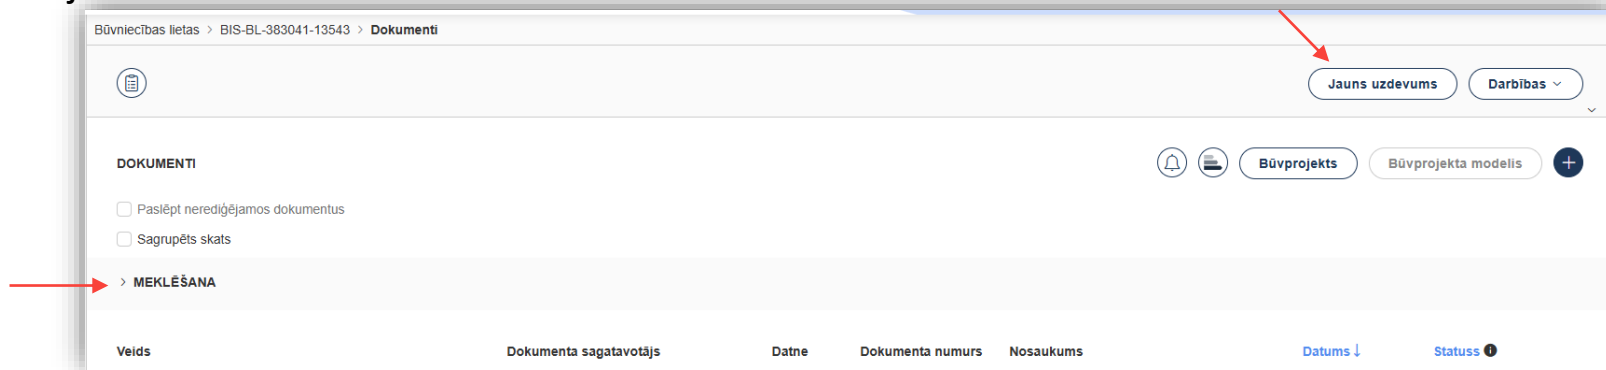 Būvniecības lietas > BIS-BL-383041-13543 > Dokumenti
Jauns uzdevums
Darbības
DOKUMENTI
Būvprojekts
Būvprojekta modelis
Paslēpt nerediģējamos dokumentus
Sagrupēts skats
> MEKLĒŠANA
Veids Dokumenta sagatavotājs Datne Dokumenta numurs Nosaukums Datums↓ Statuss